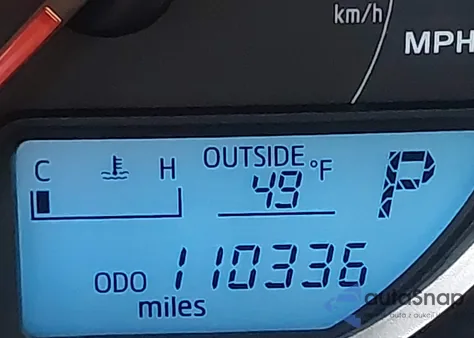 km/h
MPH
C H OUTSIDE °F P
49
ODO 110336
miles
autaSnap